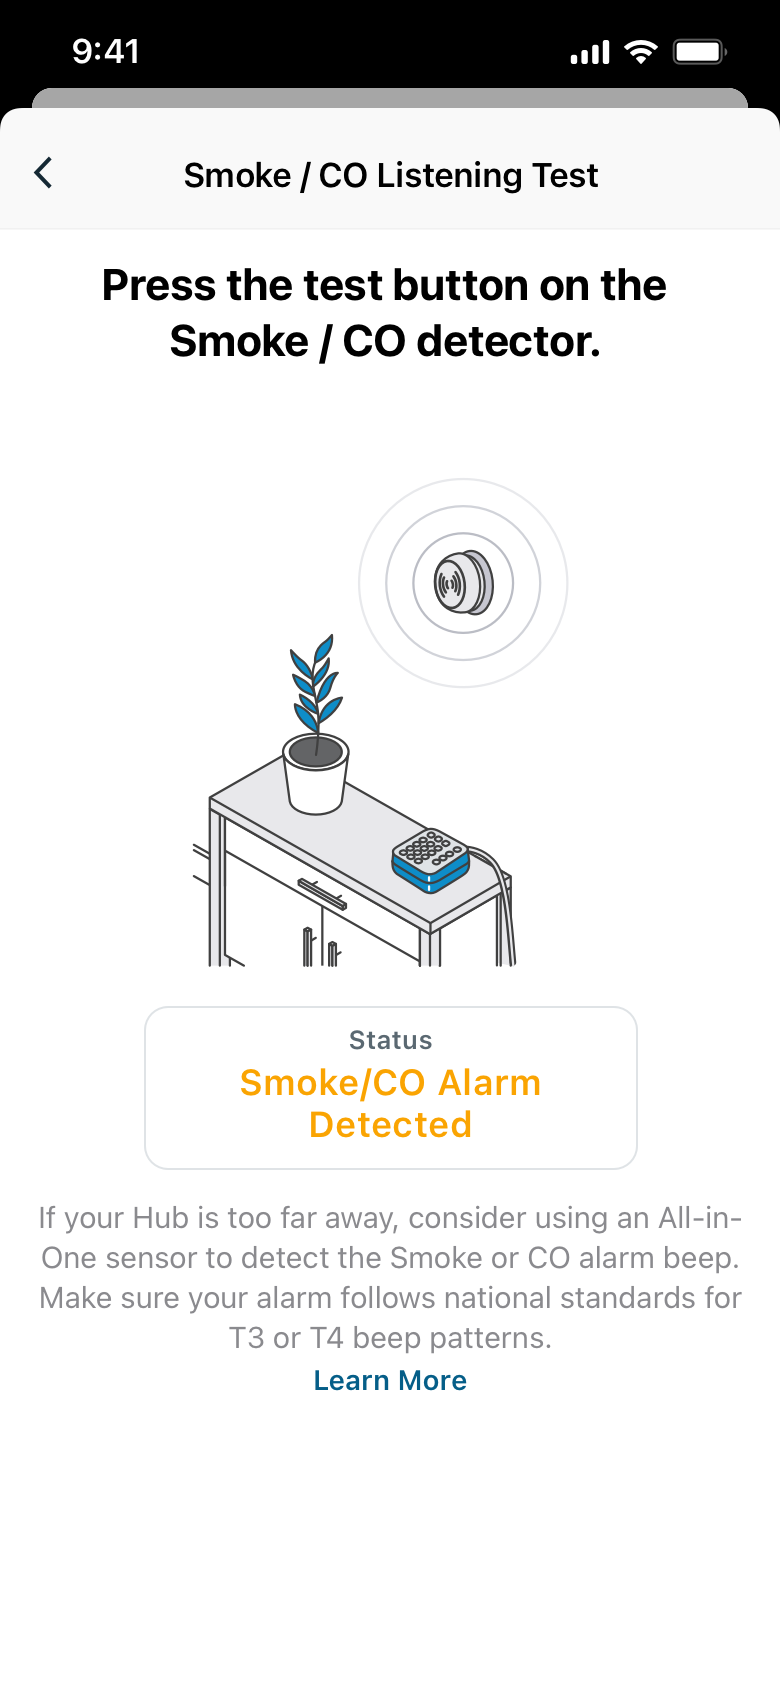 9:41
Smoke / CO Listening Test
Press the test button on the
Smoke / CO detector.
Status
Smoke/CO Alarm
Detected
If your Hub is too far away, consider using an All-in-
One sensor to detect the Smoke or CO alarm beep.
Make sure your alarm follows national standards for
T3 or T4 beep patterns.
Learn More